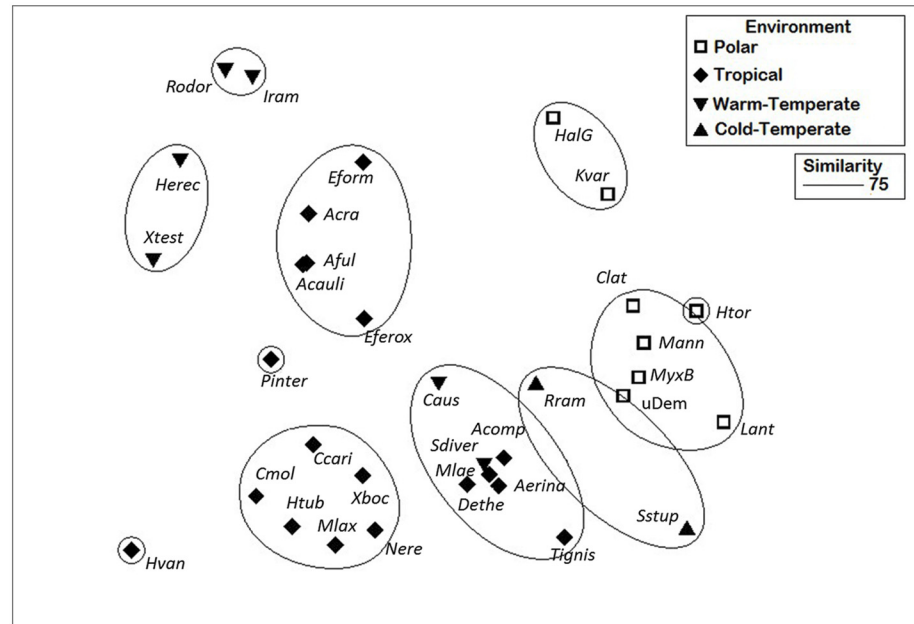 Environment
Polar
Tropical
Warm-Temperate
Cold-Temperate
Similarity
75
Rodor
Iram
HalG
Herec
Eform
Kvar
Acra
Xtest
Aful
Acauli
Clat
Htor
Eferox
Mann
Pinter
MyxB
Caus
Rram
uDem
Acomp
Lant
Sdiver
Ccari
Mlae
Cmol
Aerina
Xboc
Dethe
Htub
Mlax
Sstup
Nere
Tignis
Hvan